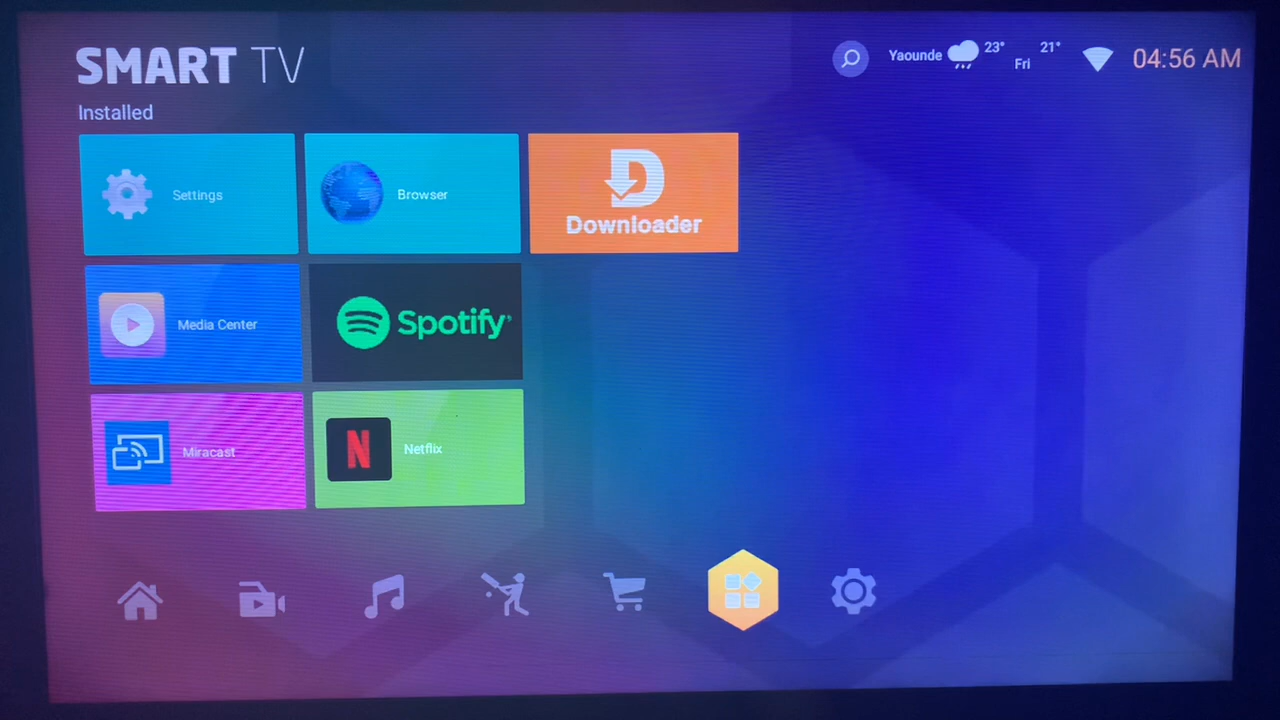 SMART TV
Yaounde 23° Fri 21° 04:56 AM
Installed
Settings
Browser
D
Downloader
Media Center
Spotify
Miracast
N
Netflix